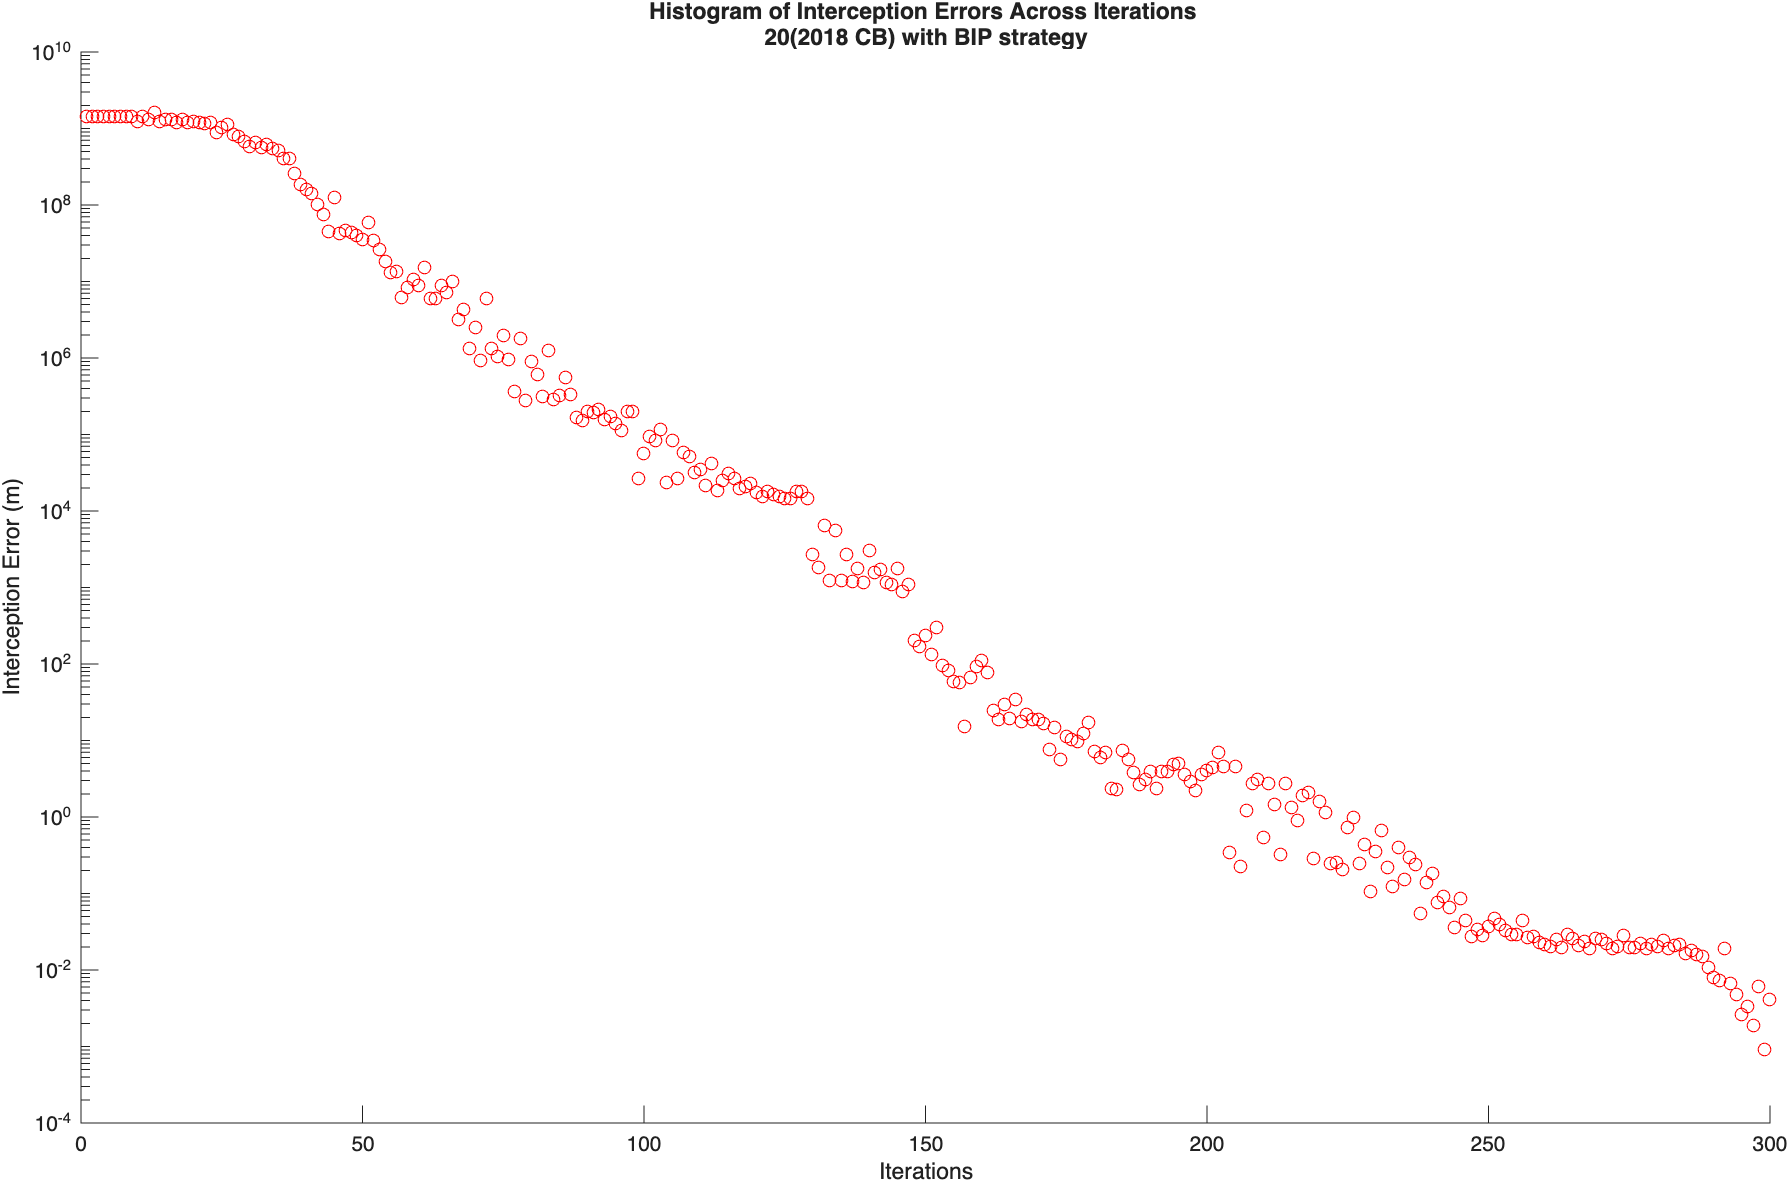 Histogram of Interception Errors Across Iterations
20(2018 CB) with BIP strategy
Interception Error (m)
10^10
10^8
10^6
10^4
10^2
10^0
10^-2
10^-4
0 50 100 150 200 250 300
Iterations